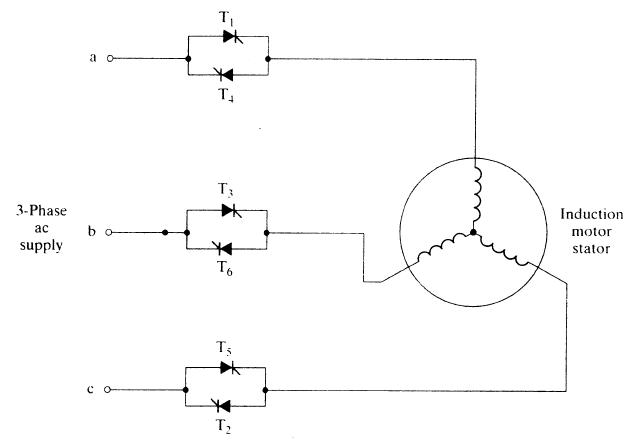 T1
a
T4
3-Phase
ac
supply
b
T3
T6
Induction
motor
stator
T5
c
T2